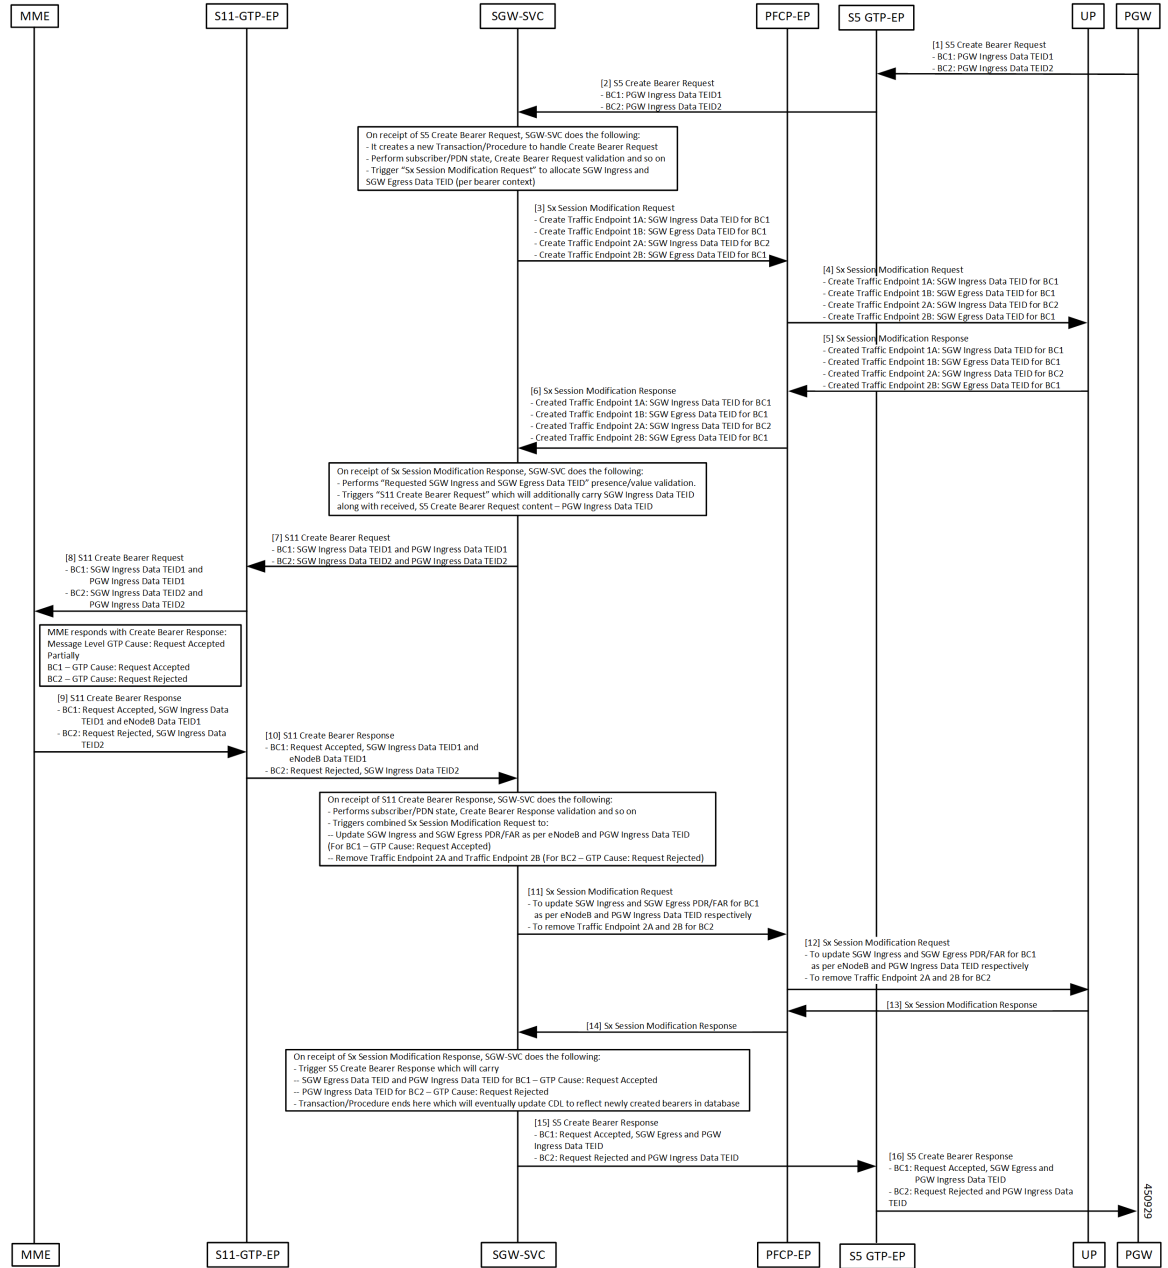 MME
S11-GTP-EP
SGW-SVC
PFCP-EP
S5 GTP-EP
UP
PGW
[1] S5 Create Bearer Request
- BC1: PGW Ingress Data TEID1
- BC2: PGW Ingress Data TEID2
[2] S5 Create Bearer Request
- BC1: PGW Ingress Data TEID1
- BC2: PGW Ingress Data TEID2
On receipt of S5 Create Bearer Request, SGW-SVC does the following:
- It creates a new Transaction/Procedure to handle Create Bearer Request
- Perform subscriber/PDN state, Create Bearer Request validation and so on
- Trigger “Sx Session Modification Request” to allocate SGW Ingress and
SGW Egress Data TEID (per bearer context)
[3] Sx Session Modification Request
- Create Traffic Endpoint 1A: SGW Ingress Data TEID for BC1
- Create Traffic Endpoint 1B: SGW Egress Data TEID for BC1
- Create Traffic Endpoint 2A: SGW Ingress Data TEID for BC2
- Create Traffic Endpoint 2B: SGW Egress Data TEID for BC1
[4] Sx Session Modification Request
- Create Traffic Endpoint 1A: SGW Ingress Data TEID for BC1
- Create Traffic Endpoint 1B: SGW Egress Data TEID for BC1
- Create Traffic Endpoint 2A: SGW Ingress Data TEID for BC2
- Create Traffic Endpoint 2B: SGW Egress Data TEID for BC1
[5] Sx Session Modification Response
- Created Traffic Endpoint 1A: SGW Ingress Data TEID for BC1
- Created Traffic Endpoint 1B: SGW Egress Data TEID for BC1
- Created Traffic Endpoint 2A: SGW Ingress Data TEID for BC2
- Created Traffic Endpoint 2B: SGW Egress Data TEID for BC1
[6] Sx Session Modification Response
- Created Traffic Endpoint 1A: SGW Ingress Data TEID for BC1
- Created Traffic Endpoint 1B: SGW Egress Data TEID for BC1
- Created Traffic Endpoint 2A: SGW Ingress Data TEID for BC2
- Created Traffic Endpoint 2B: SGW Egress Data TEID for BC1
On receipt of Sx Session Modification Response, SGW-SVC does the following:
- Performs “Requested SGW Ingress and SGW Egress Data TEID” presence/value validation.
- Triggers “S11 Create Bearer Request” which will additionally carry SGW Ingress Data TEID
along with received, S5 Create Bearer Request content – PGW Ingress Data TEID
[7] S11 Create Bearer Request
- BC1: SGW Ingress Data TEID1 and PGW Ingress Data TEID1
- BC2: SGW Ingress Data TEID2 and PGW Ingress Data TEID2
[8] S11 Create Bearer Request
- BC1: SGW Ingress Data TEID1 and
PGW Ingress Data TEID1
- BC2: SGW Ingress Data TEID2 and
PGW Ingress Data TEID2
MME responds with Create Bearer Response:
Message Level GTP Cause: Request Accepted
Partially
BC1 – GTP Cause: Request Accepted
BC2 – GTP Cause: Request Rejected
[9] S11 Create Bearer Response
- BC1: Request Accepted, SGW Ingress Data
TEID1 and eNodeB Data TEID1
- BC2: Request Rejected, SGW Ingress Data
TEID2
[10] S11 Create Bearer Response
- BC1: Request Accepted, SGW Ingress Data TEID1 and
eNodeB Data TEID1
- BC2: Request Rejected, SGW Ingress Data TEID2
On receipt of S11 Create Bearer Response, SGW-SVC does the following:
- Performs subscriber/PDN state, Create Bearer Response validation and so on
- Triggers combined Sx Session Modification Request to:
-- Update SGW Ingress and SGW Egress PDR/FAR as per eNodeB and PGW Ingress Data TEID
(For BC1 – GTP Cause: Request Accepted)
-- Remove Traffic Endpoint 2A and Traffic Endpoint 2B (For BC2 – GTP Cause: Request Rejected)
[11] Sx Session Modification Request
- To update SGW Ingress and SGW Egress PDR/FAR for BC1
as per eNodeB and PGW Ingress Data TEID respectively
- To remove Traffic Endpoint 2A and 2B for BC2
[12] Sx Session Modification Request
- To update SGW Ingress and SGW Egress PDR/FAR for BC1
as per eNodeB and PGW Ingress Data TEID respectively
- To remove Traffic Endpoint 2A and 2B for BC2
[13] Sx Session Modification Response
[14] Sx Session Modification Response
On receipt of Sx Session Modification Response, SGW-SVC does the following:
- Trigger S5 Create Bearer Response which will carry
-- SGW Egress Data TEID and PGW Ingress Data TEID for BC1 – GTP Cause: Request Accepted
-- PGW Ingress Data TEID for BC2 – GTP Cause: Request Rejected
- Transaction/Procedure ends here which will eventually update CDL to reflect newly created bearers in database
[15] S5 Create Bearer Response
- BC1: Request Accepted, SGW Egress and PGW
Ingress Data TEID
- BC2: Request Rejected and PGW Ingress Data TEID
[16] S5 Create Bearer Response
- BC1: Request Accepted, SGW Egress and
PGW Ingress Data TEID
- BC2: Request Rejected and PGW Ingress Data
TEID
450929
MME
S11-GTP-EP
SGW-SVC
PFCP-EP
S5 GTP-EP
UP
PGW